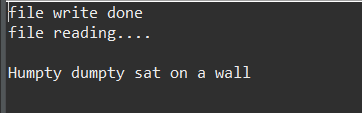 file write done
file reading....
Humpty dumpty sat on a wall